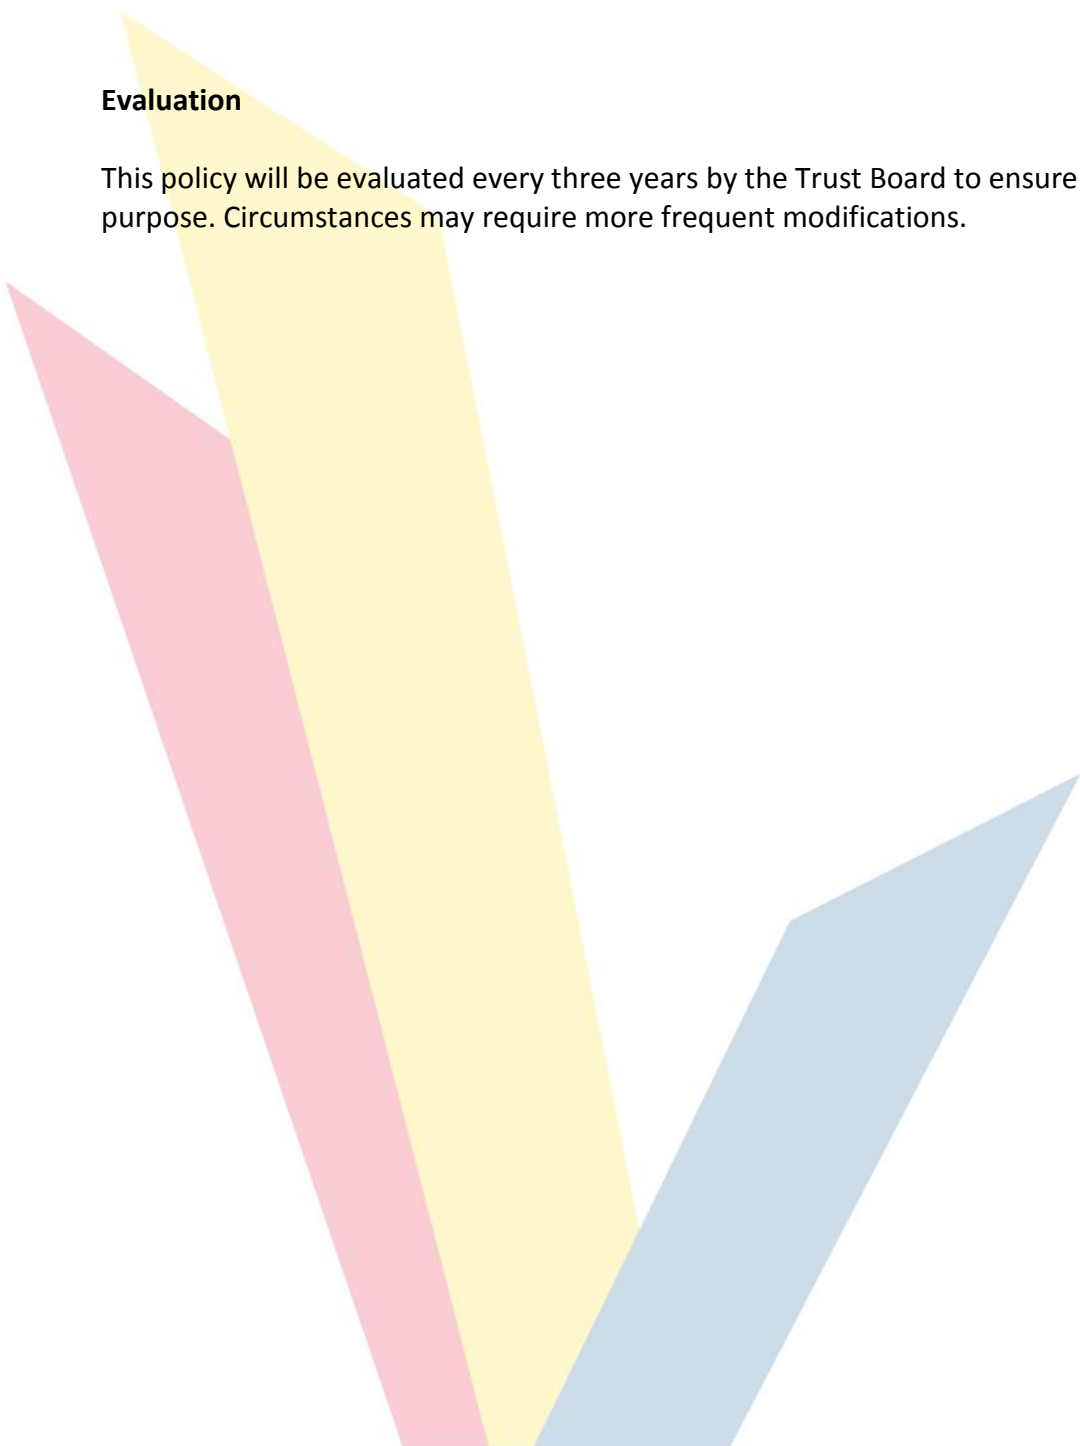 Evaluation
This policy will be evaluated every three years by the Trust Board to ensure
purpose. Circumstances may require more frequent modifications.